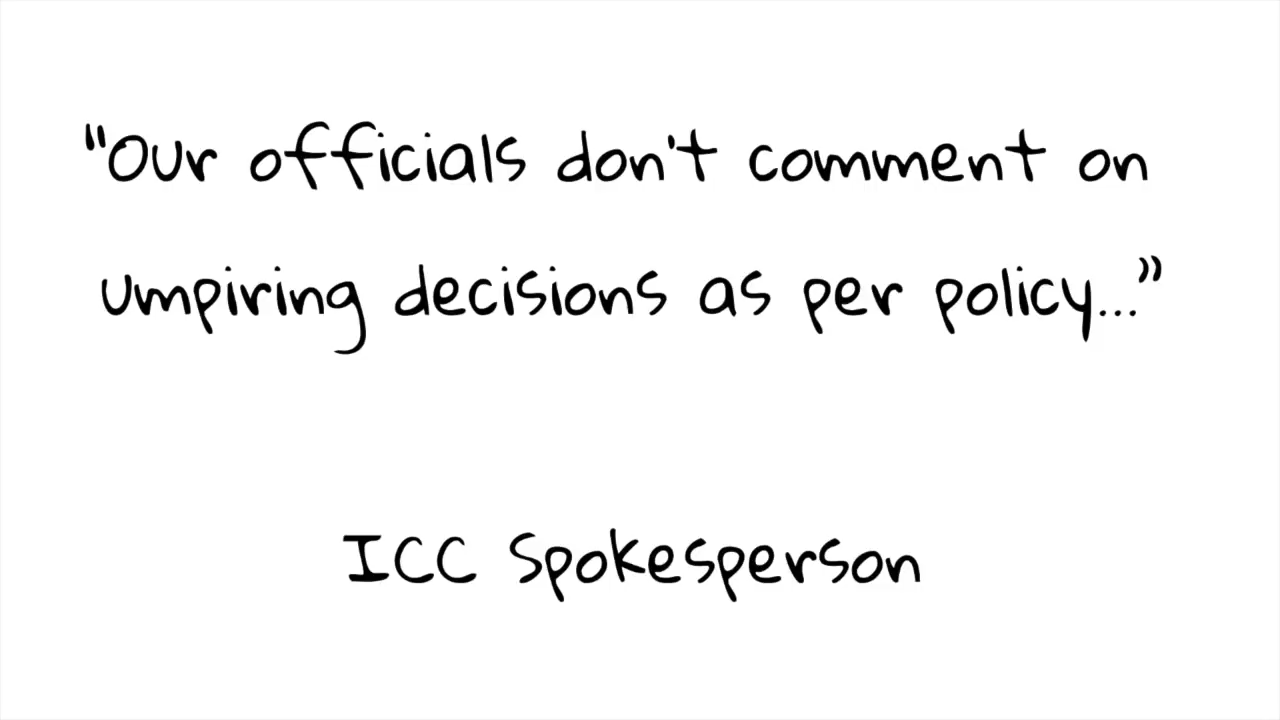 "Our officials don't comment on
umpiring decisions as per policy..."
ICC Spokesperson